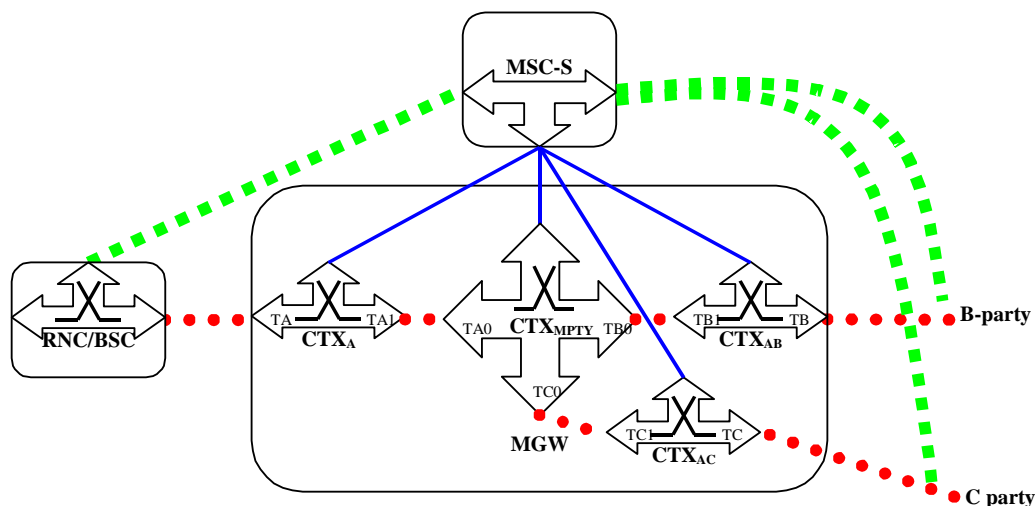 MSC-S
TA TA1
CTXA
RNC/BSC
TA0 CTXMPTY TB0
TC0
TB1 TB
CTXAB
B-party
MGW
TC1 TC
CTXAC
C party